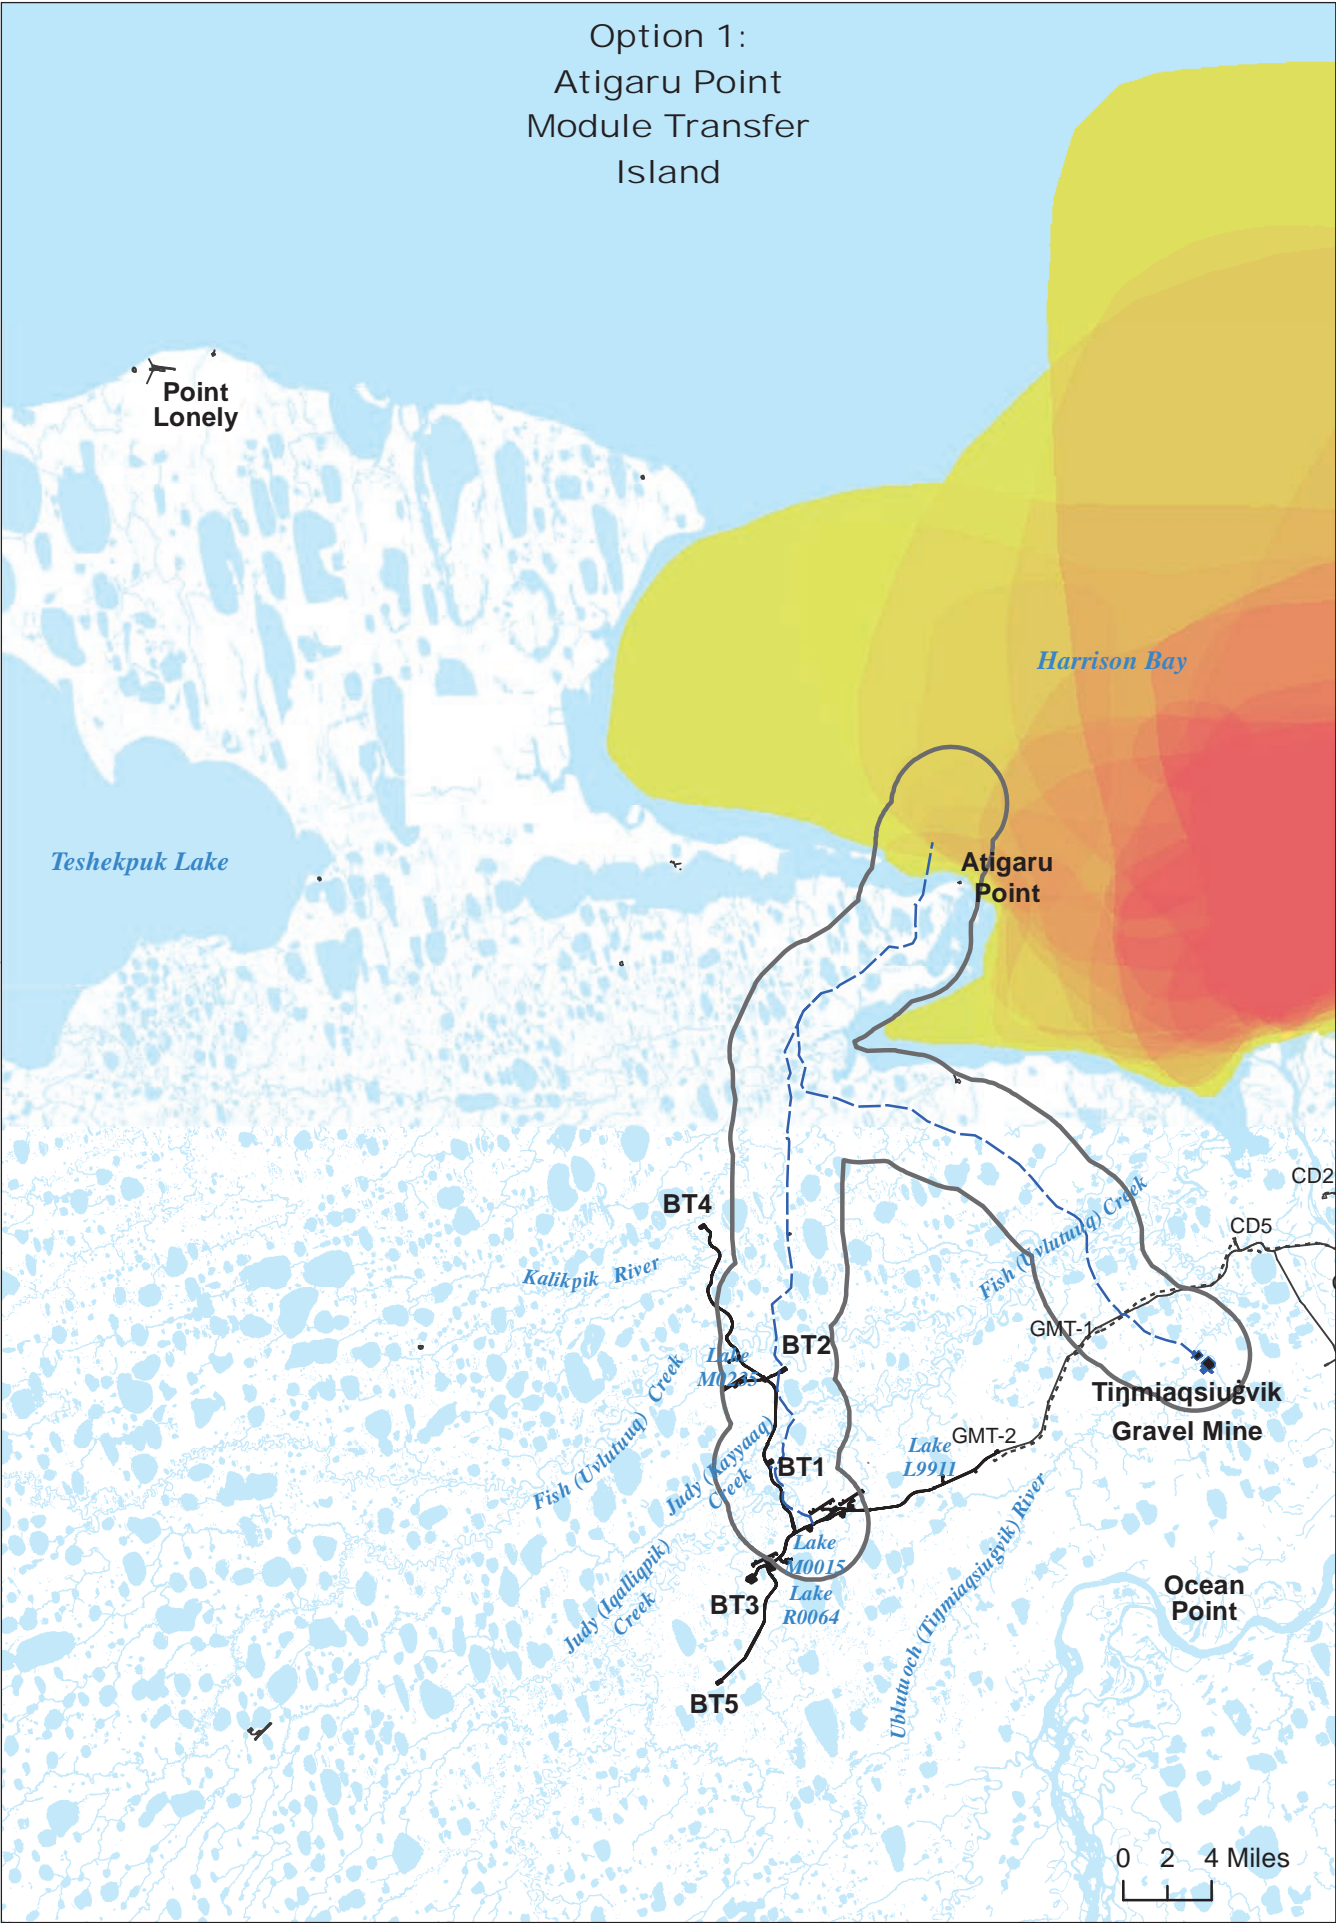 Option 1:
Atigaru Point
Module Transfer
Island
Point
Lonely
Harrison Bay
Teshekpuk Lake
Atigaru
Point
CD2
BT4
CD5
Fish (Uvlutuuq) Creek
Kalikpik River
GMT-1
BT2
Lake
M0235
Tiŋmiaqsiuġvik
Gravel Mine
Fish (Uvlutuuq) Creek
Judy (Kayyaaq)
Creek
GMT-2
Lake
L9911
BT1
Lake
M0015
Judy (Iqalliqpik)
Creek
BT3
Lake
R0064
Ublutuoch (Tiŋmiaqsiuġvik) River
Ocean
Point
BT5
0 2 4 Miles